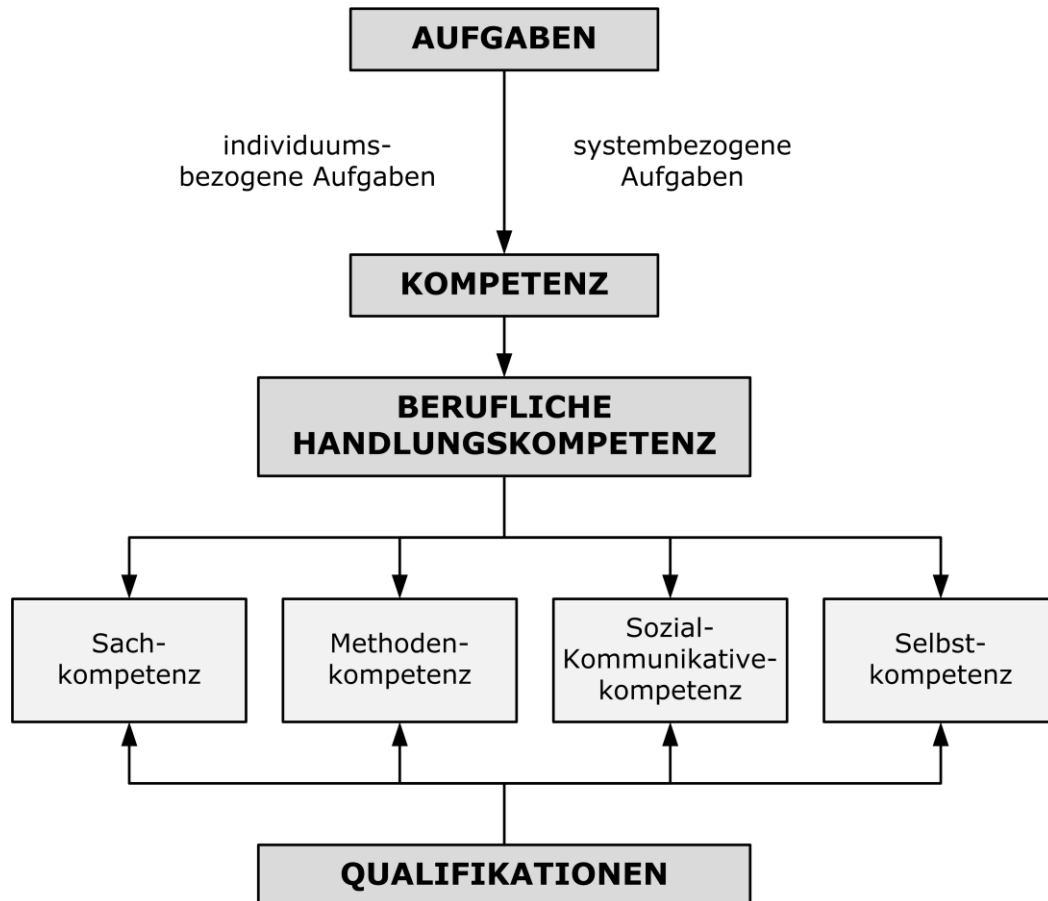 AUFGABEN
individuums-
bezogene Aufgaben
systembezogene
Aufgaben
KOMPETENZ
BERUFLICHE
HANDLUNGSKOMPETENZ
Sach-
kompetenz
Methoden-
kompetenz
Sozial-
Kommunikative-
kompetenz
Selbst-
kompetenz
QUALIFIKATIONEN